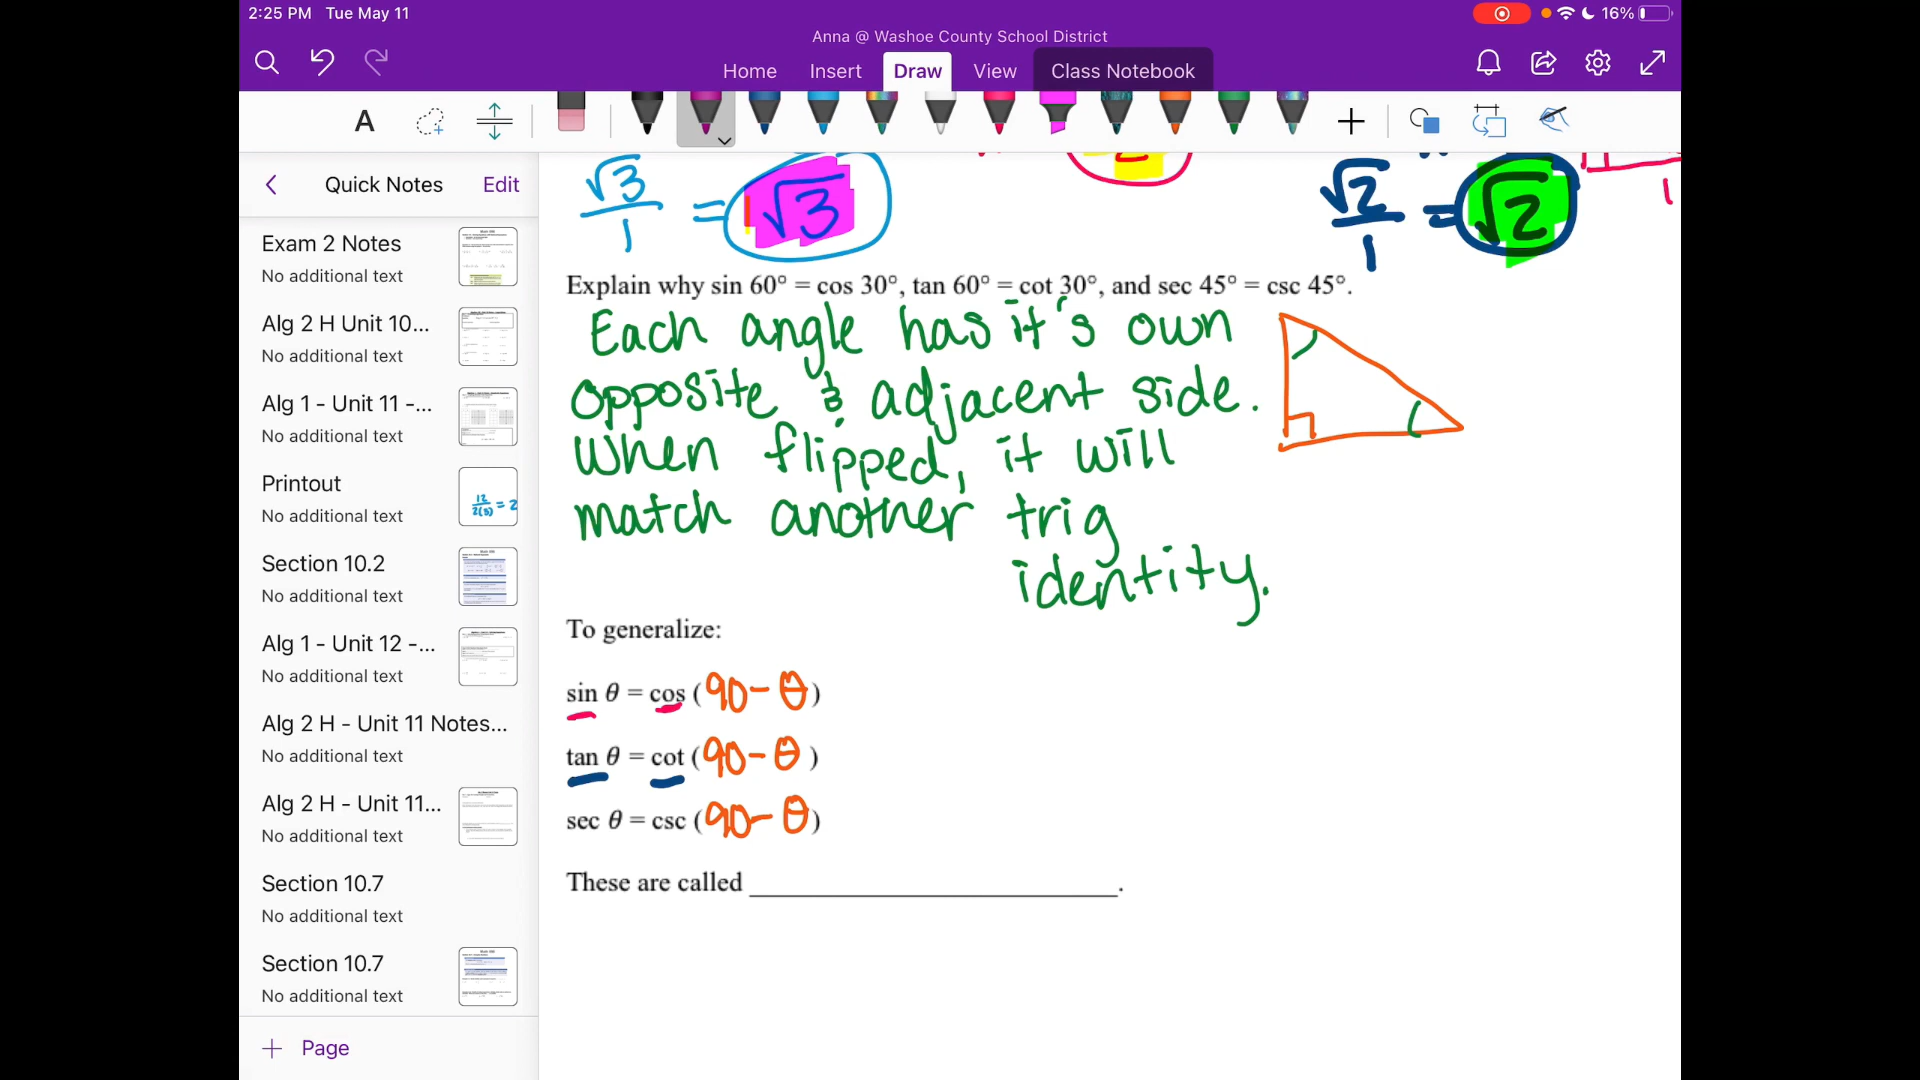 2:25 PM Tue May 11
16%
Anna @ Washoe County School District
Home Insert Draw View Class Notebook
A
Quick Notes Edit
Exam 2 Notes
No additional text
Alg 2 H Unit 10...
No additional text
Alg 1 - Unit 11 -...
No additional text
Printout
No additional text
Section 10.2
No additional text
Alg 1 - Unit 12 -...
No additional text
Alg 2 H - Unit 11 Notes...
No additional text
Alg 2 H - Unit 11...
No additional text
Section 10.7
No additional text
Section 10.7
No additional text
Page
√3/1 = √3
√2/1 = √2
1
Explain why sin 60° = cos 30°, tan 60° = cot 30°, and sec 45° = csc 45°.
Each angle has it's own
opposite & adjacent side.
When flipped, it will
match another trig
identity.
To generalize:
sin θ = cos (90 - θ)
tan θ = cot (90 - θ)
sec θ = csc (90 - θ)
These are called ____________________.